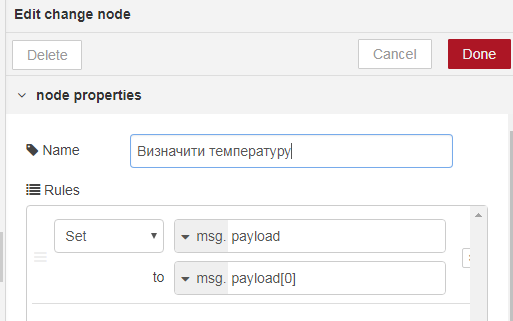 Edit change node
Delete
Cancel
Done
node properties
Name
Визначити температуру
Rules
Set
msg. payload
to
msg. payload[0]